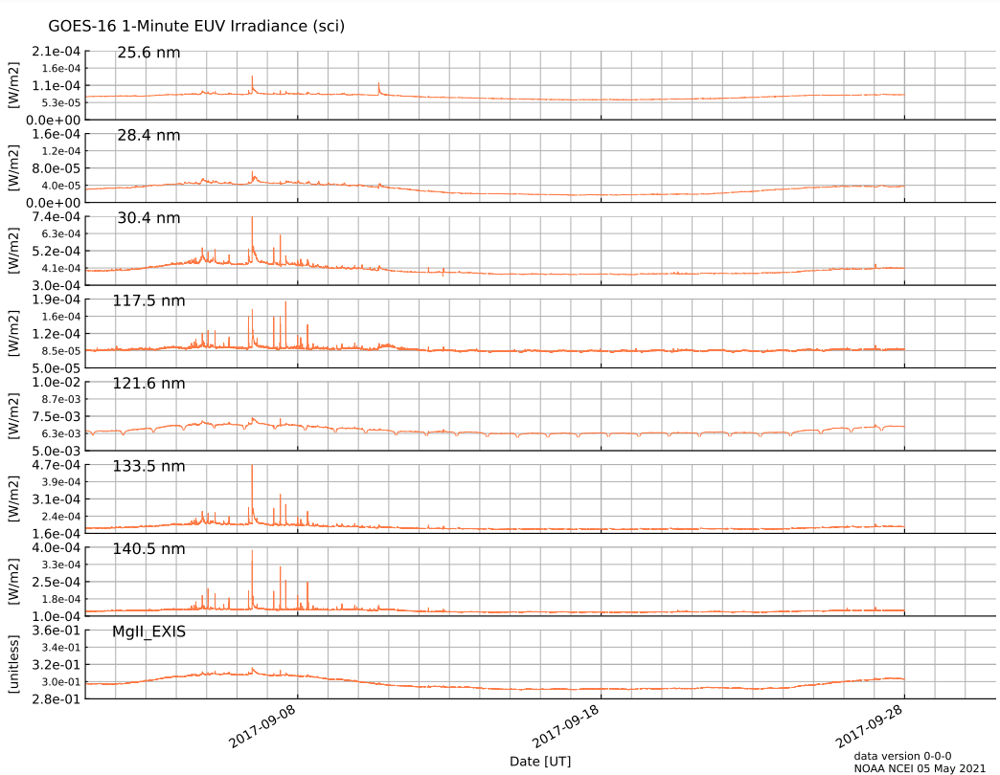 GOES-16 1-Minute EUV Irradiance (sci)
25.6 nm
2.1e-04
1.6e-04
1.1e-04
5.3e-05
0.0e+00
[W/m2]
28.4 nm
1.6e-04
1.2e-04
8.0e-05
4.0e-05
0.0e+00
[W/m2]
30.4 nm
7.4e-04
6.3e-04
5.2e-04
4.1e-04
3.0e-04
[W/m2]
117.5 nm
1.9e-04
1.6e-04
1.2e-04
8.5e-05
5.0e-05
[W/m2]
121.6 nm
1.0e-02
8.7e-03
7.5e-03
6.3e-03
5.0e-03
[W/m2]
133.5 nm
4.7e-04
3.9e-04
3.1e-04
2.4e-04
1.6e-04
[W/m2]
140.5 nm
4.0e-04
3.3e-04
2.5e-04
1.8e-04
1.0e-04
[W/m2]
MgII_EXIS
3.6e-01
3.4e-01
3.2e-01
3.0e-01
2.8e-01
[unitless]
2017-09-08
2017-09-18
2017-09-28
Date [UT]
data version 0-0-0
NOAA NCEI 05 May 2021